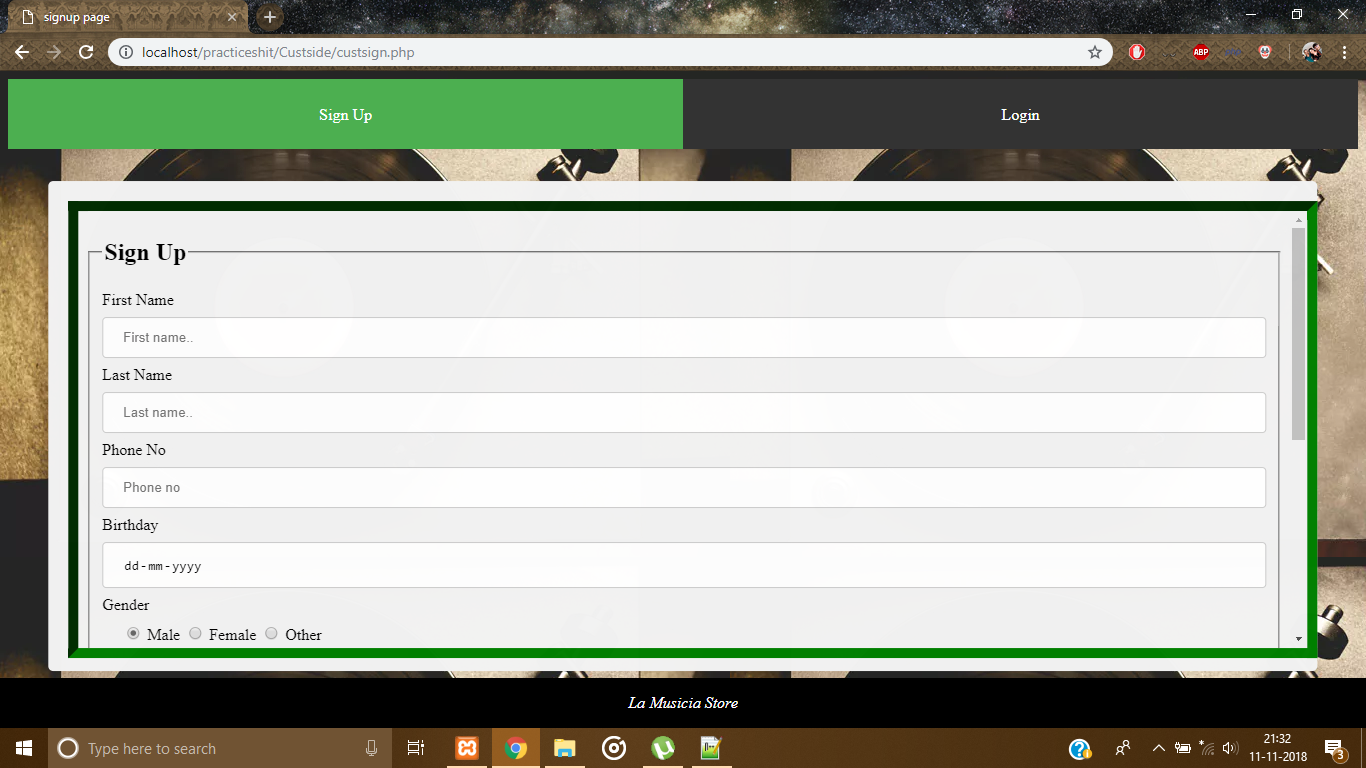 signup page
localhost/practiceshit/Custside/custsign.php
ABP
Sign Up
Login
Sign Up
First Name
First name..
Last Name
Last name..
Phone No
Phone no
Birthday
dd-mm-yyyy
Gender
Male Female Other
La Musicia Store
Type here to search
21:32
11-11-2018
3